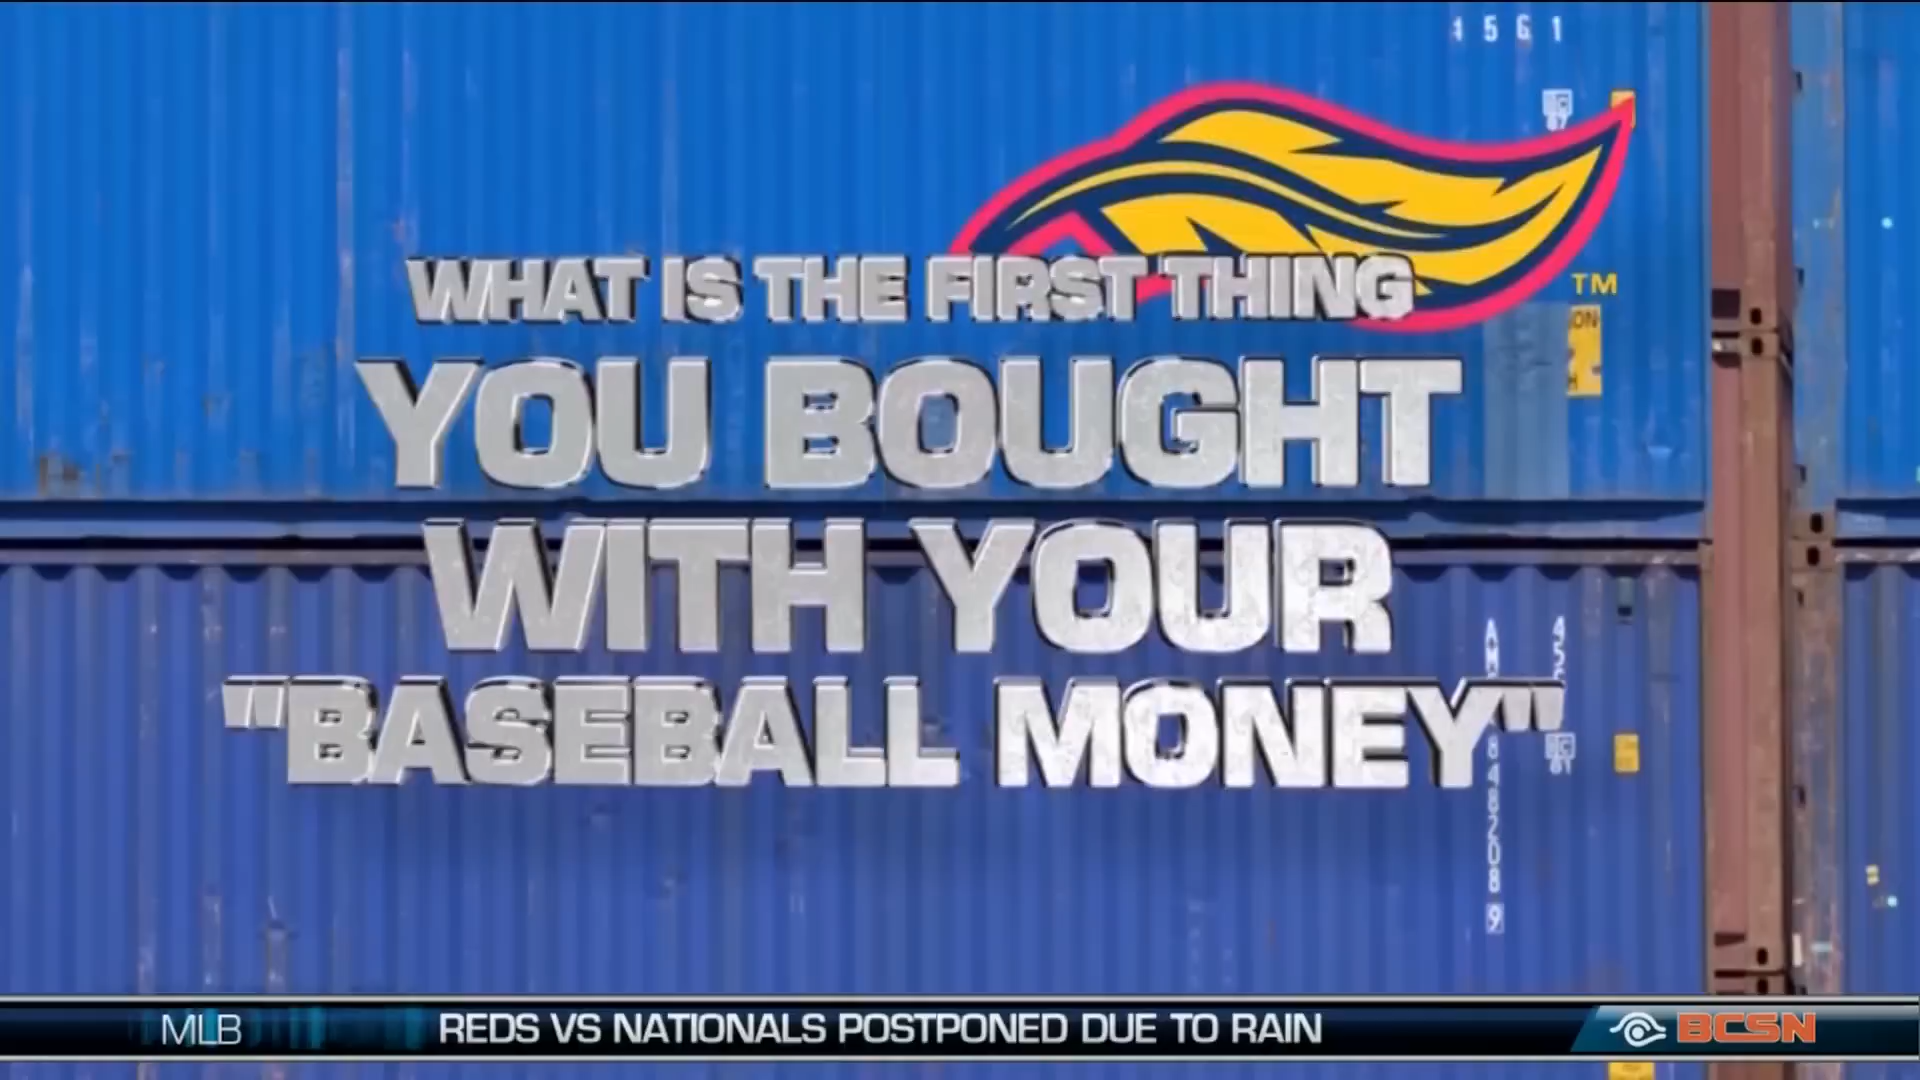 4561
TM
WHAT IS THE FIRST THING
YOU BOUGHT
WITH YOUR
"BASEBALL MONEY"
MLB
REDS VS NATIONALS POSTPONED DUE TO RAIN
BCSN